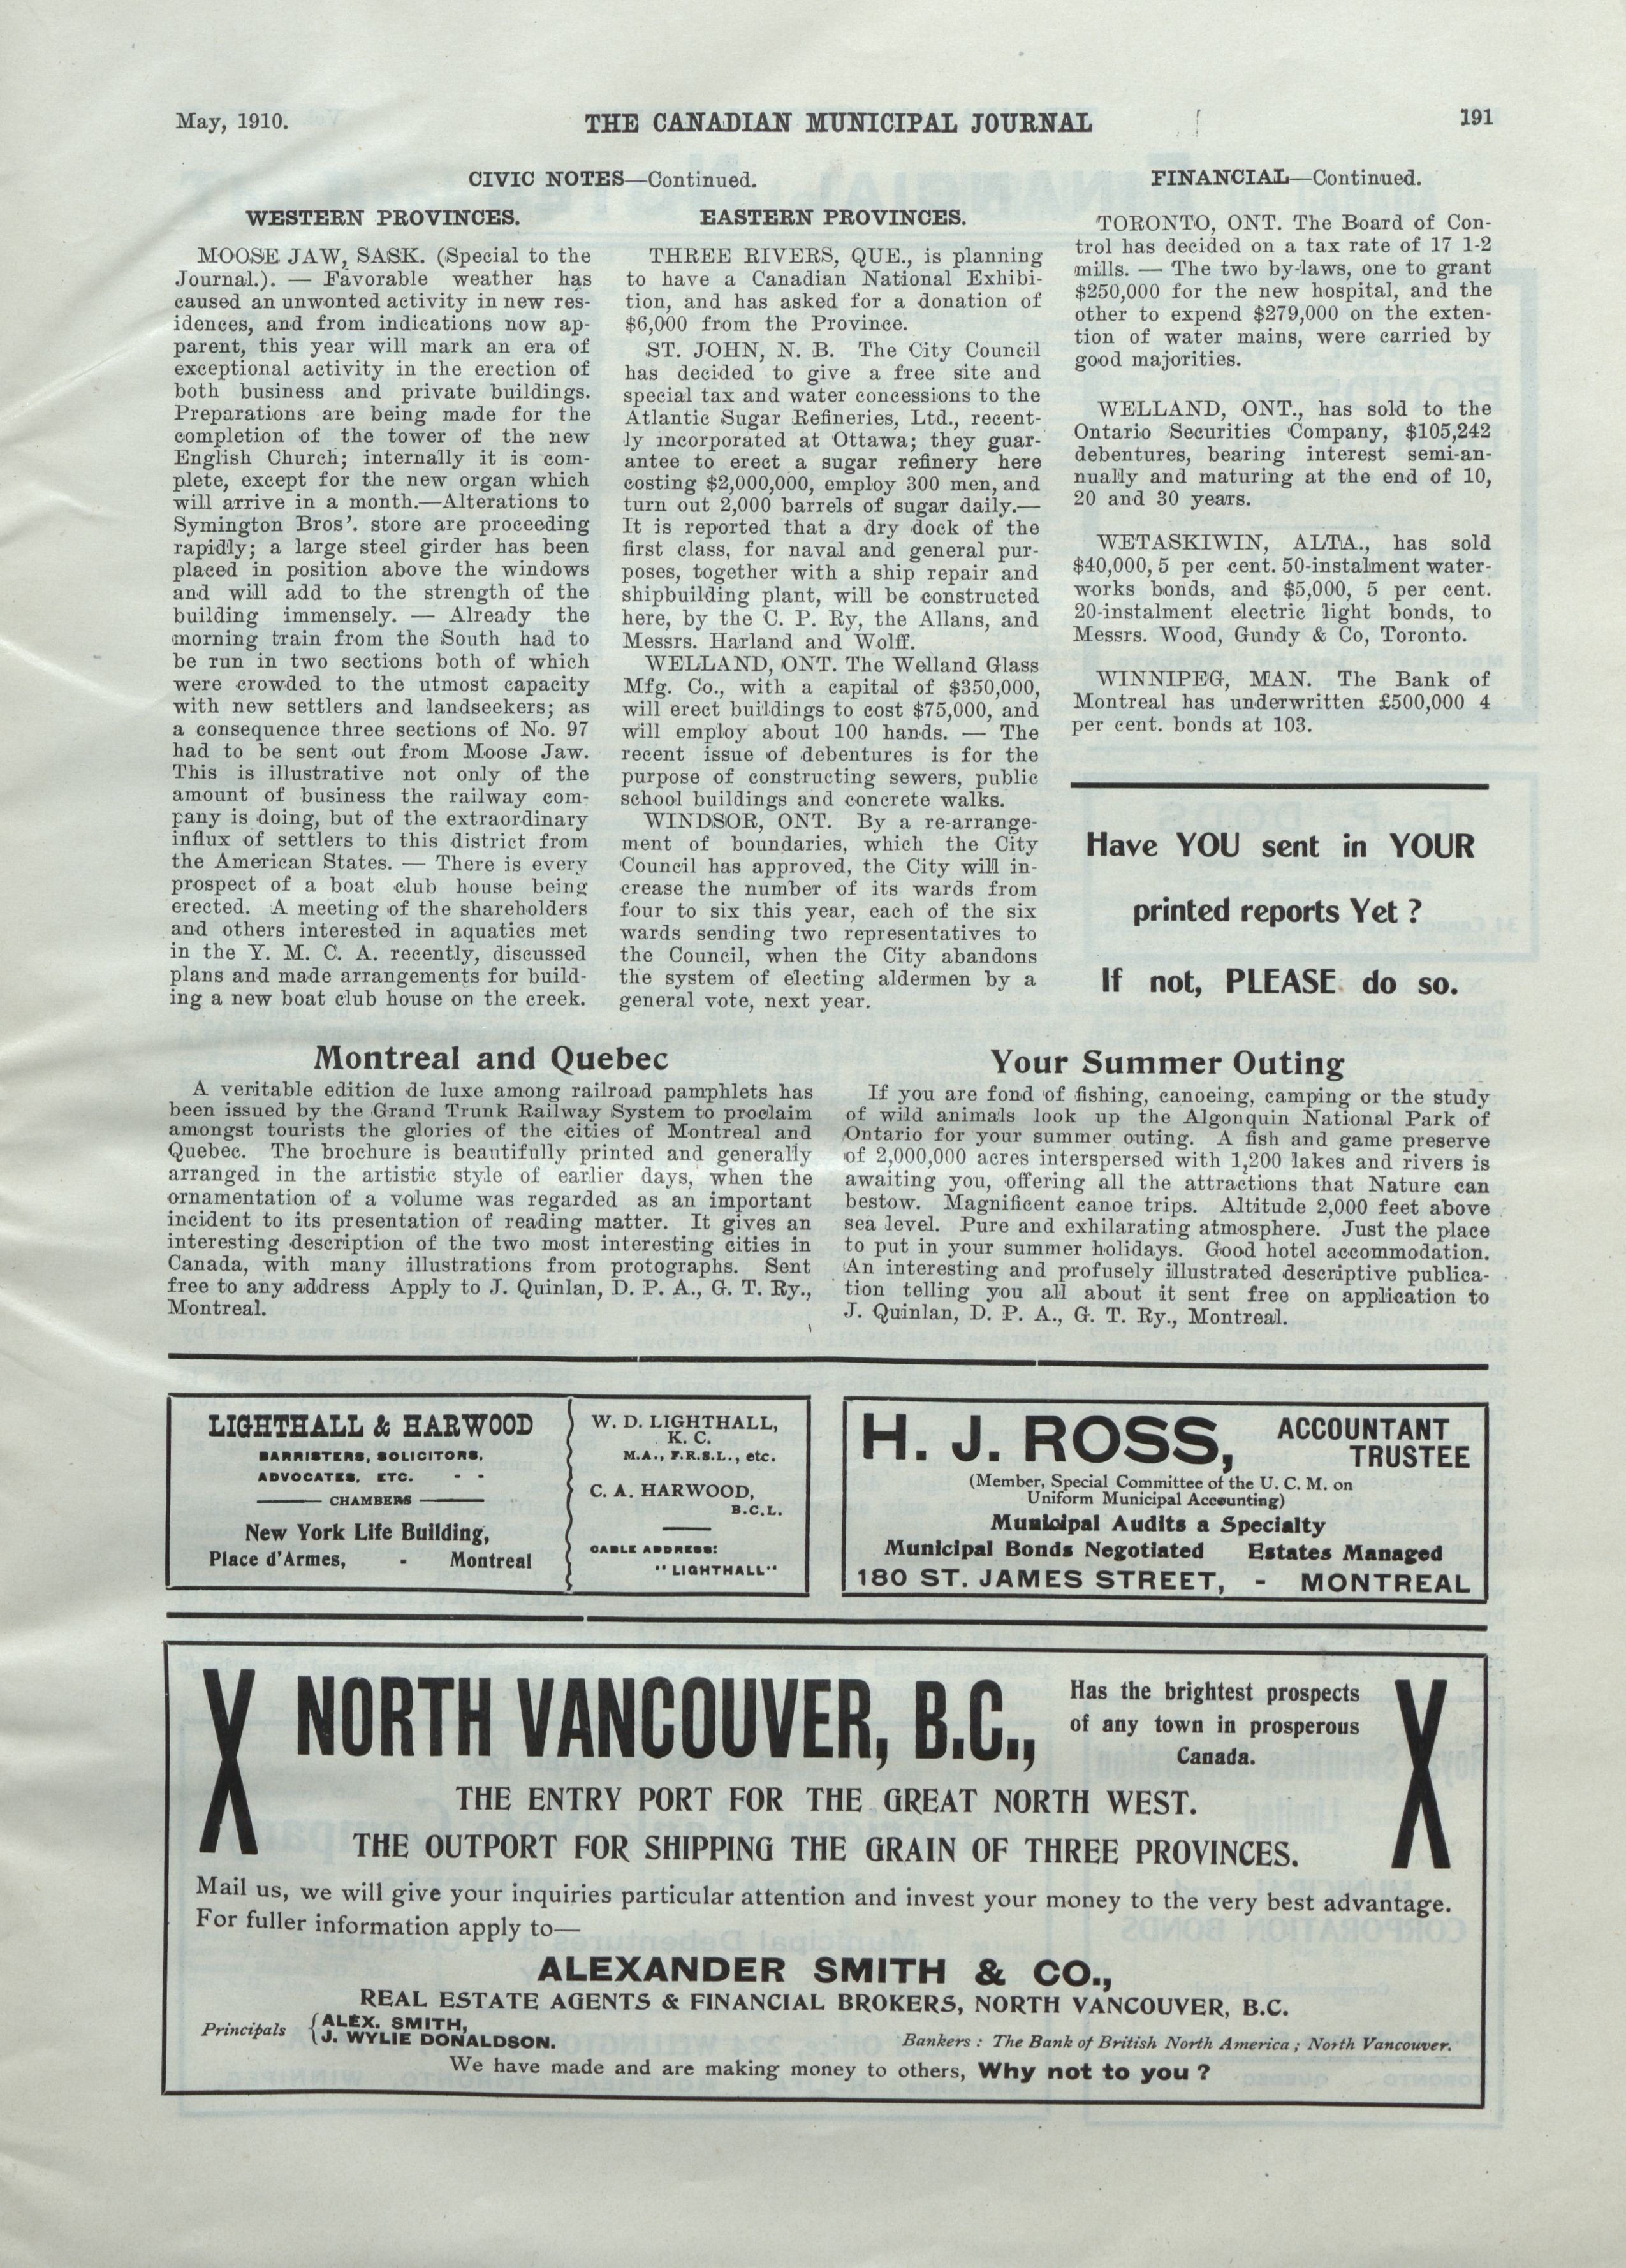 May, 1910.
THE CANADIAN MUNICIPAL JOURNAL
191
CIVIC NOTES—Continued.
WESTERN PROVINCES.
MOOSE JAW, SASK. (Special to the
Journal.). — Favorable weather has
caused an unwonted activity in new res-
idences, and from indications now ap-
parent, this year will mark an era of
exceptional activity in the erection of
both business and private buildings.
Preparations are being made for the
completion of the tower of the new
English Church; internally it is com-
plete, except for the new organ which
will arrive in a month.—Alterations to
Symington Bros'. store are proceeding
rapidly; a large steel girder has been
placed in position above the windows
and will add to the strength of the
building immensely. — Already the
morning train from the South had to
be run in two sections both of which
were crowded to the utmost capacity
with new settlers and landseekers; as
a consequence three sections of No. 97
had to be sent out from Moose Jaw.
This is illustrative not only of the
amount of business the railway com-
pany is doing, but of the extraordinary
influx of settlers to this district from
the American States. — There is every
prospect of a boat club house being
erected. A meeting of the shareholders
and others interested in aquatics met
in the Y. M. C. A. recently, discussed
plans and made arrangements for build-
ing a new boat club house on the creek.
EASTERN PROVINCES.
THREE RIVERS, QUE., is planning
to have a Canadian National Exhibi-
tion, and has asked for a donation of
$6,000 from the Province.
ST. JOHN, N. B. The City Council
has decided to give a free site and
special tax and water concessions to the
Atlantic Sugar Refineries, Ltd., recent-
ly incorporated at Ottawa; they guar-
antee to erect a sugar refinery here
costing $2,000,000, employ 300 men, and
turn out 2,000 barrels of sugar daily.—
It is reported that a dry dock of the
first class, for naval and general pur-
poses, together with a ship repair and
shipbuilding plant, will be constructed
here, by the C. P. Ry, the Allans, and
Messrs. Harland and Wolff.
WELLAND, ONT. The Welland Glass
Mfg. Co., with a capital of $350,000,
will erect buildings to cost $75,000, and
will employ about 100 hands. — The
recent issue of debentures is for the
purpose of constructing sewers, public
school buildings and concrete walks.
WINDSOR, ONT. By a re-arrange-
ment of boundaries, which the City
Council has approved, the City will in-
crease the number of its wards from
four to six this year, each of the six
wards sending two representatives to
the Council, when the City abandons
the system of electing aldermen by a
general vote, next year.
FINANCIAL—Continued.
TORONTO, ONT. The Board of Con-
trol has decided on a tax rate of 17 1-2
mills. — The two by-laws, one to grant
$250,000 for the new hospital, and the
other to expend $279,000 on the exten-
tion of water mains, were carried by
good majorities.
WELLAND, ONT., has sold to the
Ontario Securities Company, $105,242
debentures, bearing interest semi-an-
nually and maturing at the end of 10,
20 and 30 years.
WETASKIWIN, ALTA., has sold
$40,000, 5 per cent. 50-instalment water-
works bonds, and $5,000, 5 per cent.
20-instalment electric light bonds, to
Messrs. Wood, Gundy & Co, Toronto.
WINNIPEG, MAN. The Bank of
Montreal has underwritten £500,000 4
per cent. bonds at 103.
Have YOU sent in YOUR
printed reports Yet ?
If not, PLEASE do so.
Montreal and Quebec
A veritable edition de luxe among railroad pamphlets has
been issued by the Grand Trunk Railway System to proclaim
amongst tourists the glories of the cities of Montreal and
Quebec. The brochure is beautifully printed and generally
arranged in the artistic style of earlier days, when the
ornamentation of a volume was regarded as an important
incident to its presentation of reading matter. It gives an
interesting description of the two most interesting cities in
Canada, with many illustrations from protographs. Sent
free to any address Apply to J. Quinlan, D. P. A., G. T. Ry.,
Montreal.
Your Summer Outing
If you are fond of fishing, canoeing, camping or the study
of wild animals look up the Algonquin National Park of
Ontario for your summer outing. A fish and game preserve
of 2,000,000 acres interspersed with 1,200 lakes and rivers is
awaiting you, offering all the attractions that Nature can
bestow. Magnificent canoe trips. Altitude 2,000 feet above
sea level. Pure and exhilarating atmosphere. Just the place
to put in your summer holidays. Good hotel accommodation.
An interesting and profusely illustrated descriptive publica-
tion telling you all about it sent free on application to
J. Quinlan, D. P. A., G. T. Ry., Montreal.
LIGHTHALL & HARWOOD
BARRISTERS, SOLICITORS,
ADVOCATES, ETC. - -
CHAMBERS
New York Life Building,
Place d'Armes, - Montreal
W. D. LIGHTHALL,
K. C.
M.A., F.R.S.L., etc.
C. A. HARWOOD,
B.C.L.
CABLE ADDRESS:
"LIGHTHALL"
H. J. ROSS, ACCOUNTANT
TRUSTEE
(Member, Special Committee of the U. C. M. on
Uniform Municipal Accounting)
Municipal Audits a Specialty
Municipal Bonds Negotiated Estates Managed
180 ST. JAMES STREET, - MONTREAL
X NORTH VANCOUVER, B.C., X
Has the brightest prospects
of any town in prosperous
Canada.
THE ENTRY PORT FOR THE GREAT NORTH WEST.
THE OUTPORT FOR SHIPPING THE GRAIN OF THREE PROVINCES.
Mail us, we will give your inquiries particular attention and invest your money to the very best advantage.
For fuller information apply to—
ALEXANDER SMITH & CO.,
REAL ESTATE AGENTS & FINANCIAL BROKERS, NORTH VANCOUVER, B.C.
Principals { ALEX. SMITH,
J. WYLIE DONALDSON.
Bankers : The Bank of British North America ; North Vancouver.
We have made and are making money to others, Why not to you ?